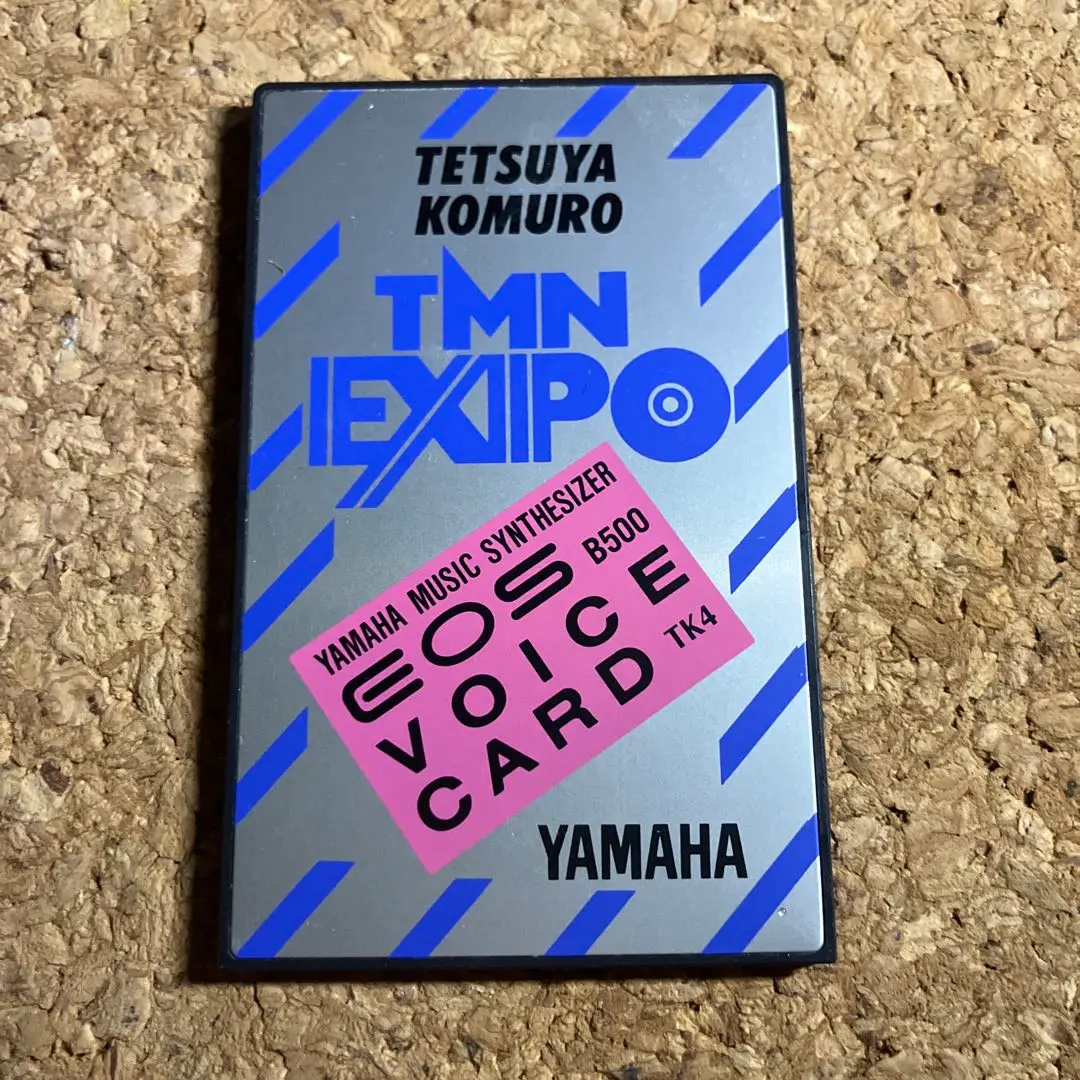 TETSUYA
KOMURO
TMN
EXPO
YAMAHA MUSIC SYNTHESIZER
EOS B500
VOICE
CARD TK4
YAMAHA